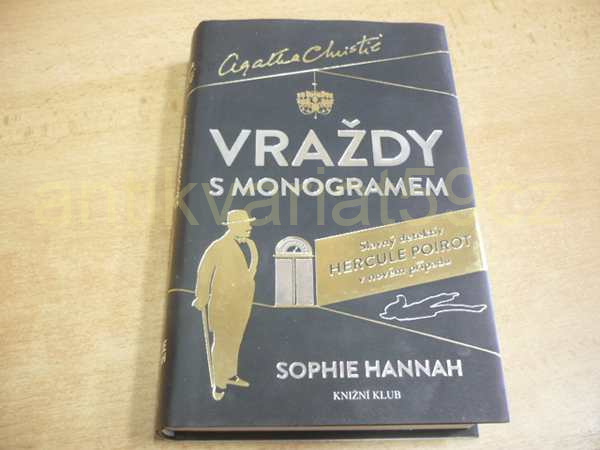 Agatha Christie
VRAŽDY
S MONOGRAMEM
antikvariat59.cz
Slavný detektiv
HERCULE POIROT
v novém případu
SOPHIE HANNAH
KNIŽNÍ KLUB